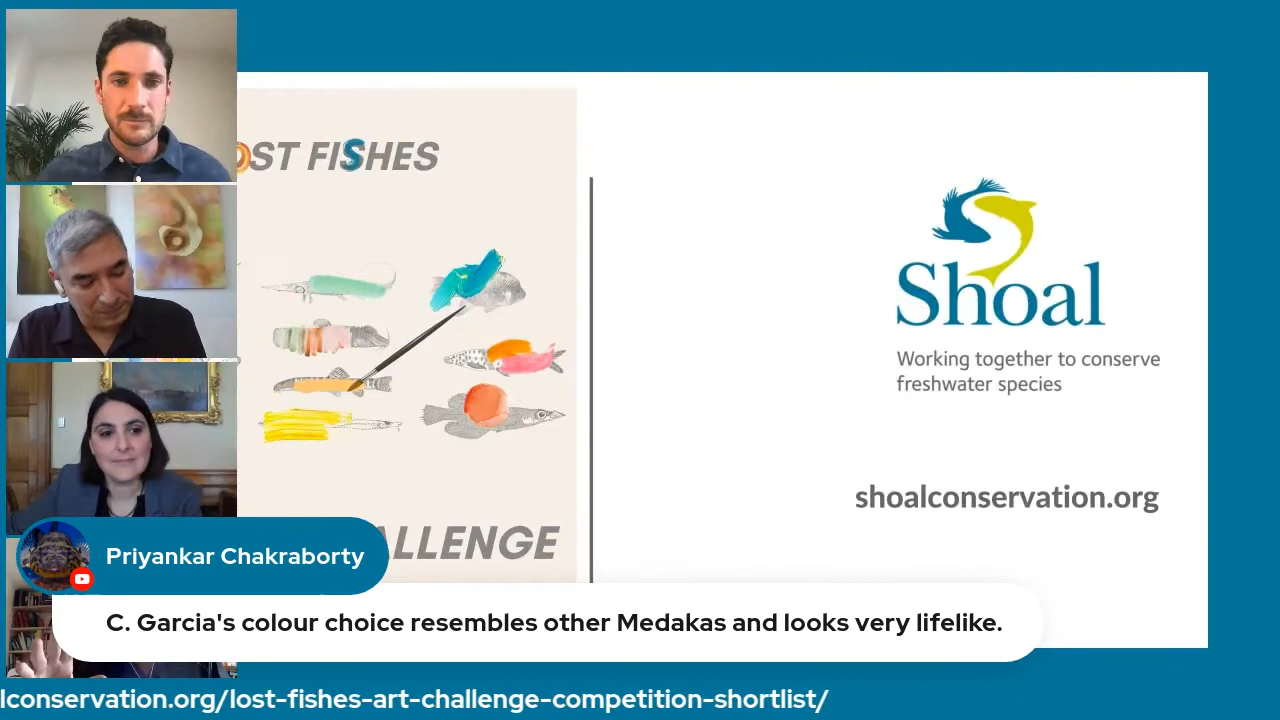 OST FISHES
ALLENGE
Shoal
Working together to conserve
freshwater species
shoalconservation.org
Priyankar Chakraborty
C. Garcia's colour choice resembles other Medakas and looks very lifelike.
lconservation.org/lost-fishes-art-challenge-competition-shortlist/